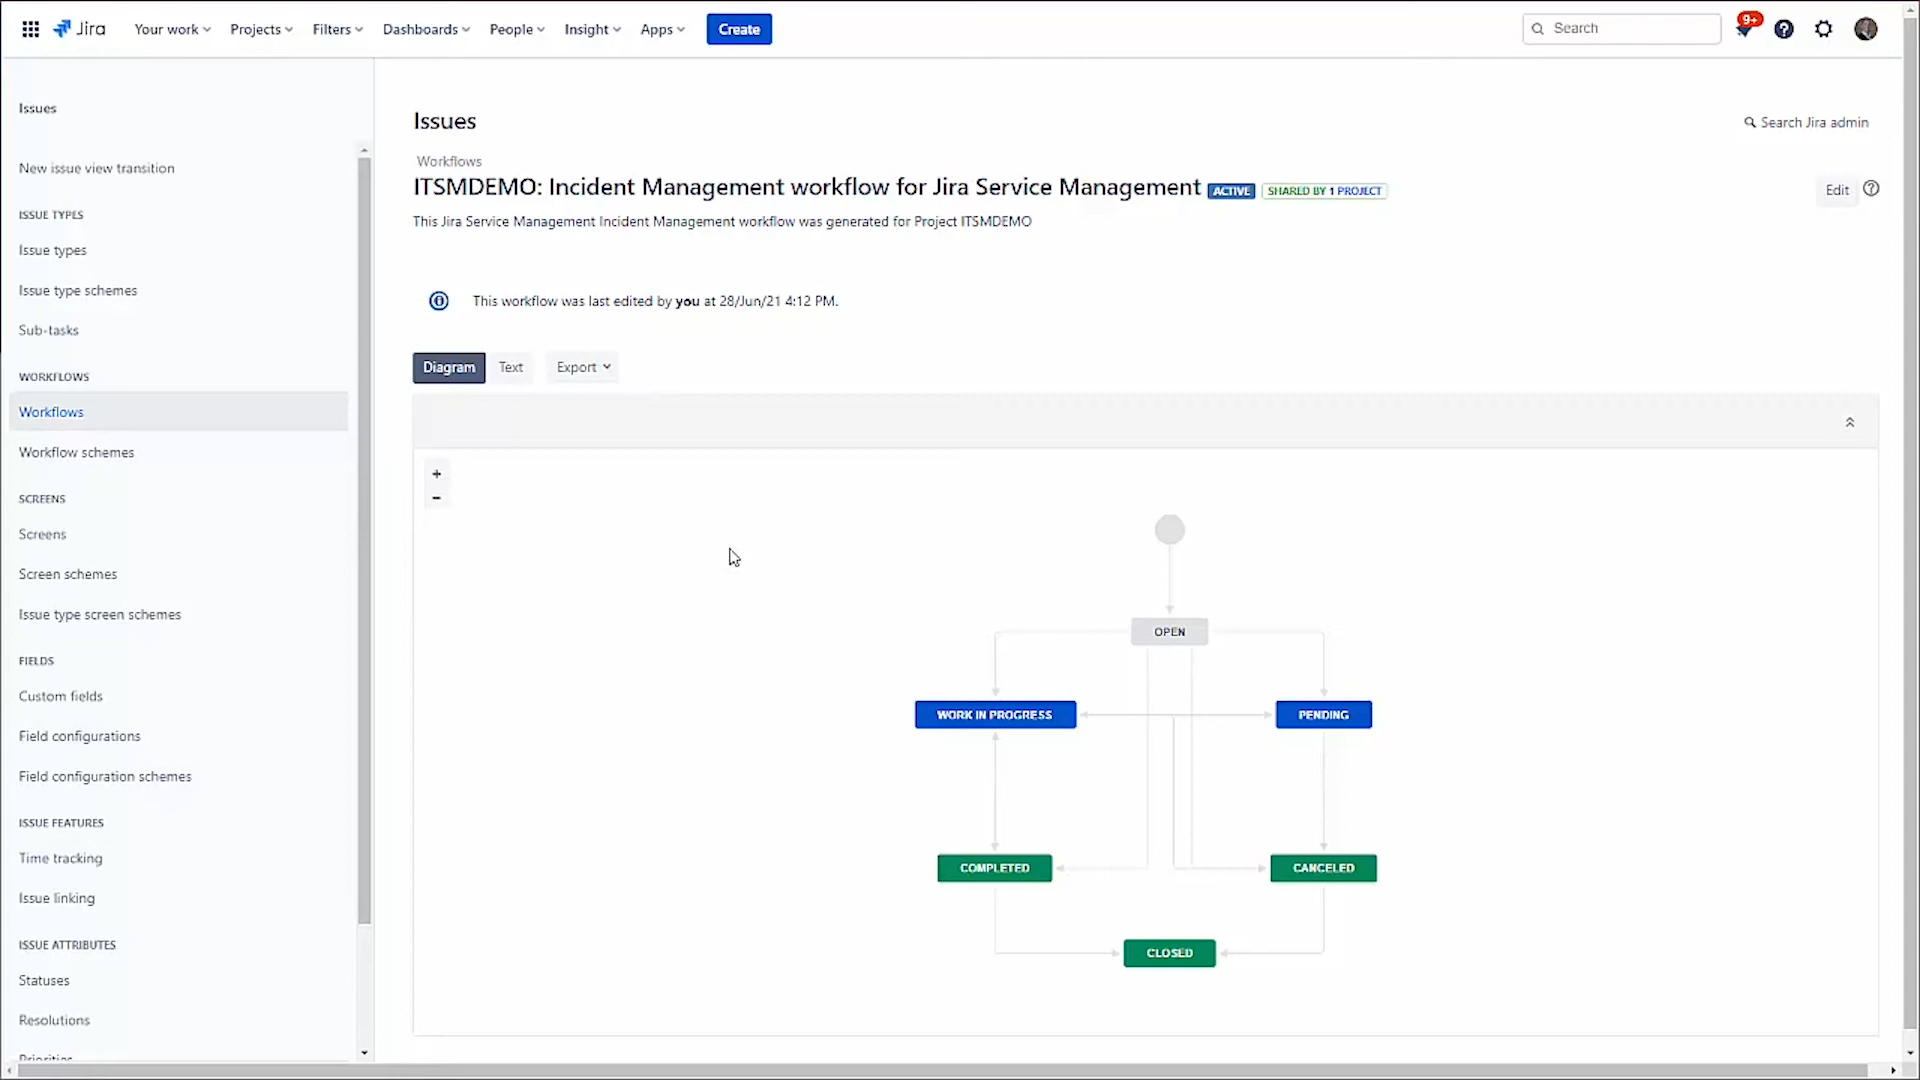 Jira
Your work
Projects
Filters
Dashboards
People
Insight
Apps
Create
Search
9+
Issues
New issue view transition
ISSUE TYPES
Issue types
Issue type schemes
Sub-tasks
WORKFLOWS
Workflows
Workflow schemes
SCREENS
Screens
Screen schemes
Issue type screen schemes
FIELDS
Custom fields
Field configurations
Field configuration schemes
ISSUE FEATURES
Time tracking
Issue linking
ISSUE ATTRIBUTES
Statuses
Resolutions
Priorities
Issues
Search Jira admin
Workflows
ITSMDEMO: Incident Management workflow for Jira Service Management ACTIVE SHARED BY 1 PROJECT
Edit
This Jira Service Management Incident Management workflow was generated for Project ITSMDEMO
This workflow was last edited by you at 28/Jun/21 4:12 PM.
Diagram
Text
Export
+
-
OPEN
WORK IN PROGRESS
PENDING
COMPLETED
CANCELED
CLOSED